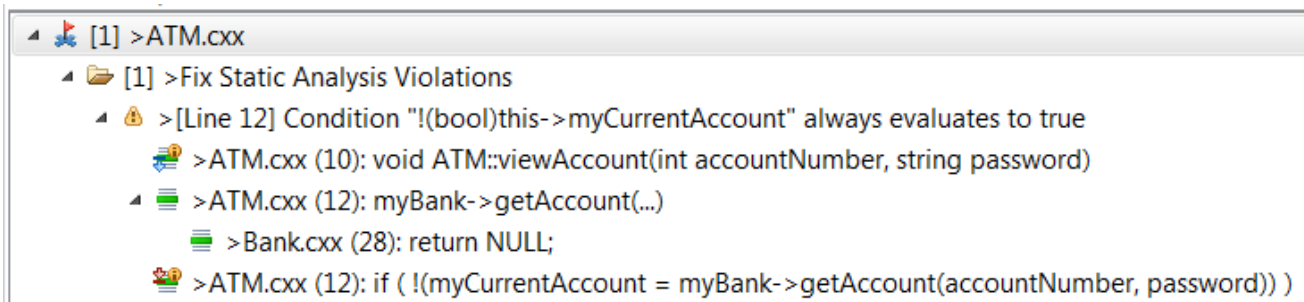 [1] >ATM.cxx
[1] >Fix Static Analysis Violations
>[Line 12] Condition "!(bool)this->myCurrentAccount" always evaluates to true
>ATM.cxx (10): void ATM::viewAccount(int accountNumber, string password)
>ATM.cxx (12): myBank->getAccount(...)
>Bank.cxx (28): return NULL;
>ATM.cxx (12): if ( !(myCurrentAccount = myBank->getAccount(accountNumber, password)) )